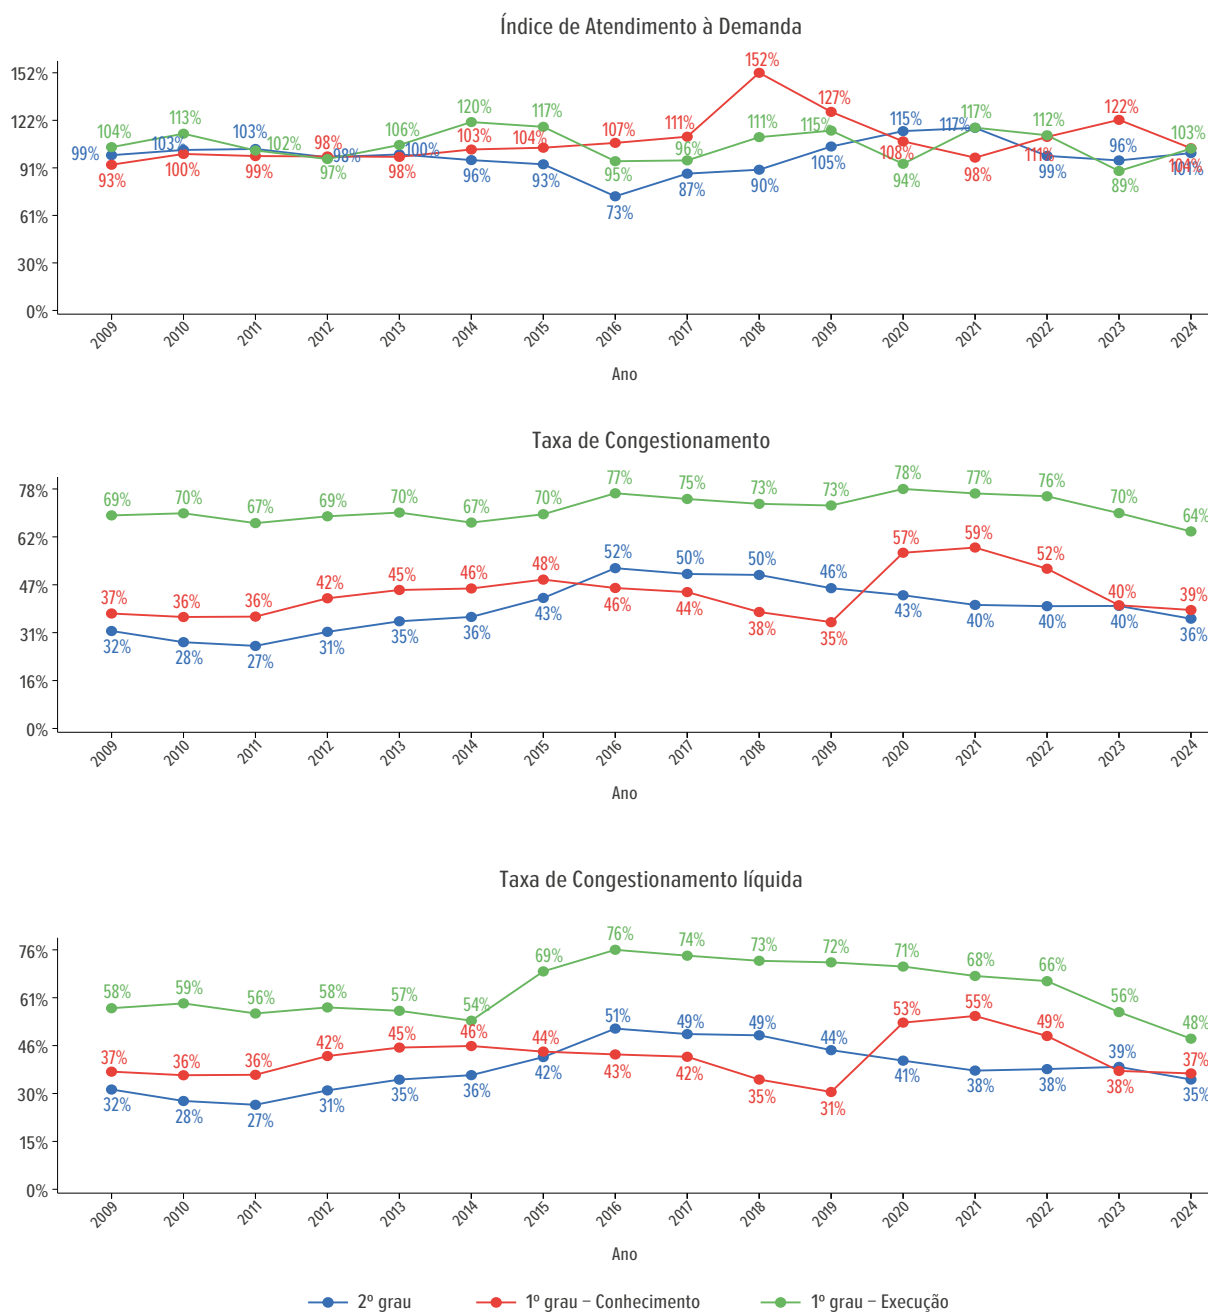 Índice de Atendimento à Demanda
152%
122%
91%
61%
30%
0%
99% 103% 103% 98% 100% 96% 93% 73% 87% 90% 105% 115% 117% 99% 96% 101%
93% 100% 99% 98% 98% 103% 104% 107% 111% 152% 127% 108% 98% 111% 122% 104%
104% 113% 102% 97% 106% 120% 117% 95% 96% 111% 115% 94% 117% 112% 89% 103%
2009 2010 2011 2012 2013 2014 2015 2016 2017 2018 2019 2020 2021 2022 2023 2024
Ano
Taxa de Congestionamento
78%
62%
47%
31%
16%
0%
69% 70% 67% 69% 70% 67% 70% 77% 75% 73% 73% 78% 77% 76% 70% 64%
37% 36% 36% 42% 45% 46% 48% 46% 44% 38% 35% 57% 59% 52% 40% 39%
32% 28% 27% 31% 35% 36% 43% 52% 50% 50% 46% 43% 40% 40% 40% 36%
2009 2010 2011 2012 2013 2014 2015 2016 2017 2018 2019 2020 2021 2022 2023 2024
Ano
Taxa de Congestionamento líquida
76%
61%
46%
30%
15%
0%
58% 59% 56% 58% 57% 54% 69% 76% 74% 73% 72% 71% 68% 66% 56% 48%
37% 36% 36% 42% 45% 46% 44% 43% 42% 35% 31% 53% 55% 49% 38% 37%
32% 28% 27% 31% 35% 36% 42% 51% 49% 49% 44% 41% 38% 38% 39% 35%
2009 2010 2011 2012 2013 2014 2015 2016 2017 2018 2019 2020 2021 2022 2023 2024
Ano
2º grau 1º grau – Conhecimento 1º grau – Execução